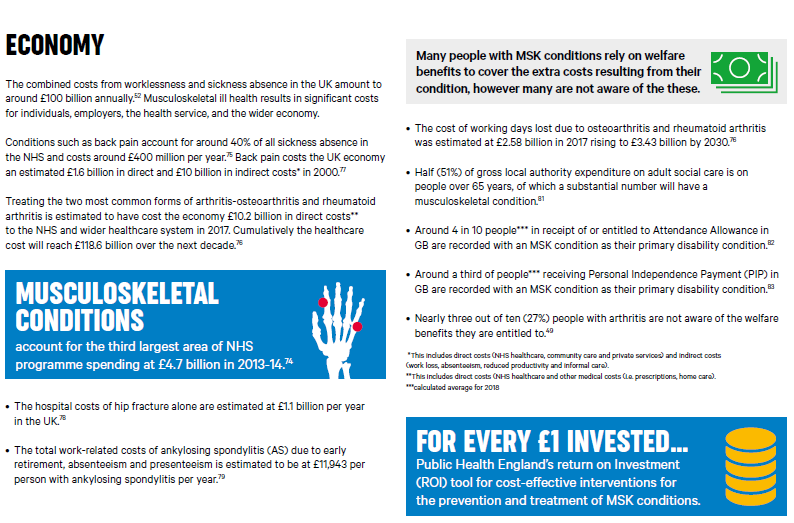 ECONOMY
The combined costs from worklessness and sickness absence in the UK amount to
around £100 billion annually.52 Musculoskeletal ill health results in significant costs
for individuals, employers, the health service, and the wider economy.
Conditions such as back pain account for around 40% of all sickness absence in
the NHS and costs around £400 million per year.75 Back pain costs the UK economy
an estimated £1.6 billion in direct and £10 billion in indirect costs* in 2000.77
Treating the two most common forms of arthritis-osteoarthritis and rheumatoid
arthritis is estimated to have cost the economy £10.2 billion in direct costs**
to the NHS and wider healthcare system in 2017. Cumulatively the healthcare
cost will reach £118.6 billion over the next decade.76
MUSCULOSKELETAL
CONDITIONS
account for the third largest area of NHS
programme spending at £4.7 billion in 2013-14.74
• The hospital costs of hip fracture alone are estimated at £1.1 billion per year
in the UK.78
• The total work-related costs of ankylosing spondylitis (AS) due to early
retirement, absenteeism and presenteeism is estimated to be at £11,943 per
person with ankylosing spondylitis per year.79
Many people with MSK conditions rely on welfare
benefits to cover the extra costs resulting from their
condition, however many are not aware of the these.
• The cost of working days lost due to osteoarthritis and rheumatoid arthritis
was estimated at £2.58 billion in 2017 rising to £3.43 billion by 2030.76
• Half (51%) of gross local authority expenditure on adult social care is on
people over 65 years, of which a substantial number will have a
musculoskeletal condition.81
• Around 4 in 10 people*** in receipt of or entitled to Attendance Allowance in
GB are recorded with an MSK condition as their primary disability condition.82
• Around a third of people*** receiving Personal Independence Payment (PIP) in
GB are recorded with an MSK condition as their primary disability condition.83
• Nearly three out of ten (27%) people with arthritis are not aware of the welfare
benefits they are entitled to.49
*This includes direct costs (NHS healthcare, community care and private services) and indirect costs
(work loss, absenteeism, reduced productivity and informal care).
**This includes direct costs (NHS healthcare and other medical costs (i.e. prescriptions, home care).
***calculated average for 2018
FOR EVERY £1 INVESTED...
Public Health England's return on Investment
(ROI) tool for cost-effective interventions for
the prevention and treatment of MSK conditions.